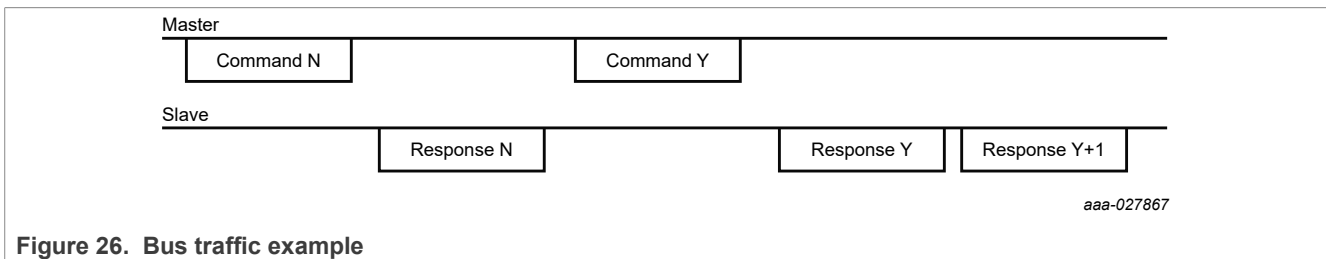 Master
Command N
Command Y
Slave
Response N
Response Y
Response Y+1
aaa-027867
Figure 26. Bus traffic example